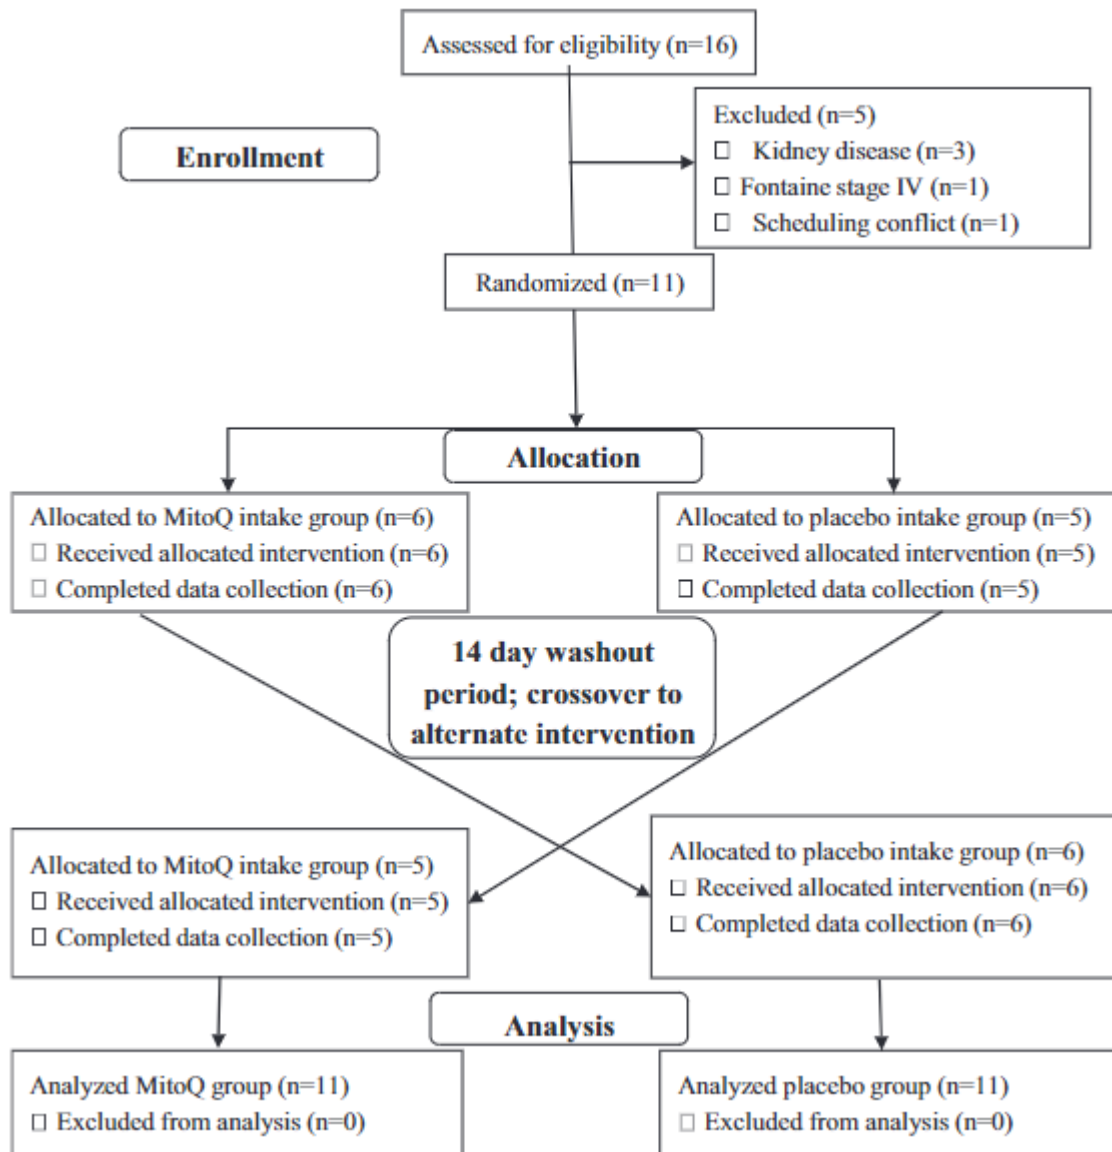 Assessed for eligibility (n=16)
Excluded (n=5)
□ Kidney disease (n=3)
□ Fontaine stage IV (n=1)
□ Scheduling conflict (n=1)
Enrollment
Randomized (n=11)
Allocation
Allocated to MitoQ intake group (n=6)
□ Received allocated intervention (n=6)
□ Completed data collection (n=6)
Allocated to placebo intake group (n=5)
□ Received allocated intervention (n=5)
□ Completed data collection (n=5)
14 day washout
period; crossover to
alternate intervention
Allocated to MitoQ intake group (n=5)
□ Received allocated intervention (n=5)
□ Completed data collection (n=5)
Allocated to placebo intake group (n=6)
□ Received allocated intervention (n=6)
□ Completed data collection (n=6)
Analysis
Analyzed MitoQ group (n=11)
□ Excluded from analysis (n=0)
Analyzed placebo group (n=11)
□ Excluded from analysis (n=0)